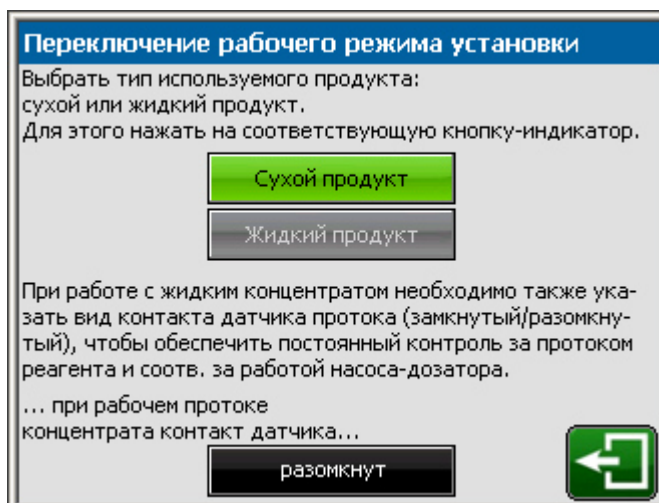 Переключение рабочего режима установки
Выбрать тип используемого продукта:
сухой или жидкий продукт.
Для этого нажать на соответствующую кнопку-индикатор.
Сухой продукт
Жидкий продукт
При работе с жидким концентратом необходимо также ука-
зать вид контакта датчика протока (замкнутый/разомкну-
тый), чтобы обеспечить постоянный контроль за протоком
реагента и соотв. за работой насоса-дозатора.
... при рабочем протоке
концентрата контакт датчика...
разомкнут